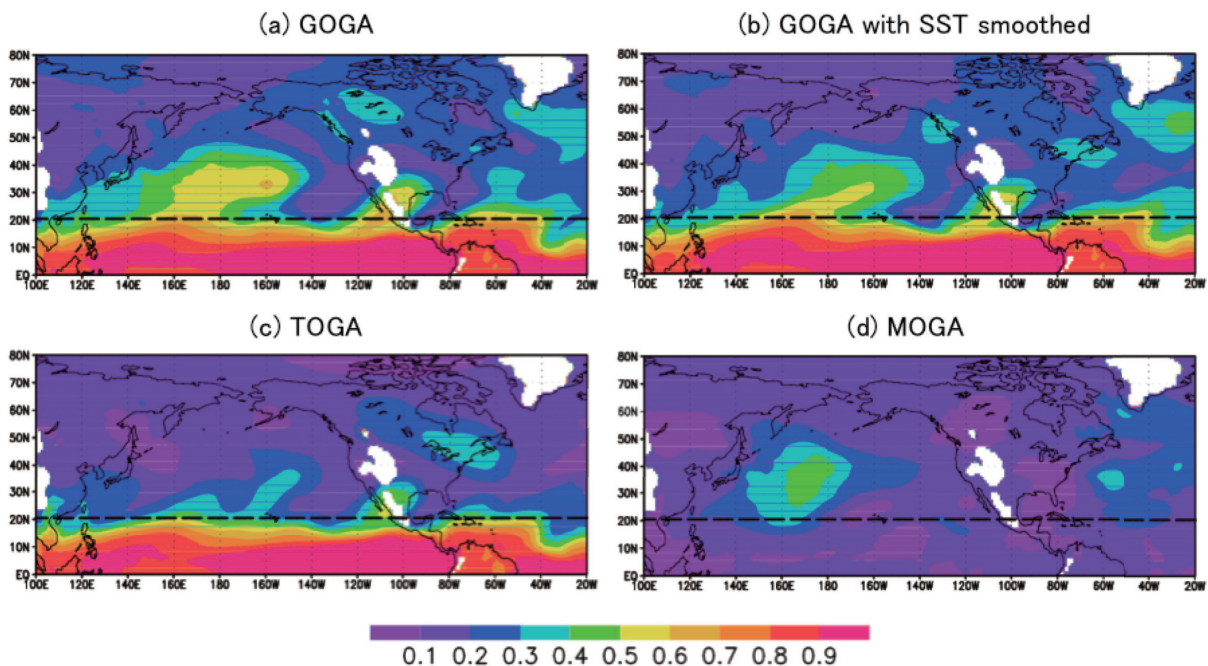 (a) GOGA
(b) GOGA with SST smoothed
80N
70N
60N
50N
40N
30N
20N
10N
EQ
100E 120E 140E 160E 180 160W 140W 120W 100W 80W 60W 40W 20W
80N
70N
60N
50N
40N
30N
20N
10N
EQ
100E 120E 140E 160E 180 160W 140W 120W 100W 80W 60W 40W 20W
(c) TOGA
(d) MOGA
80N
70N
60N
50N
40N
30N
20N
10N
EQ
100E 120E 140E 160E 180 160W 140W 120W 100W 80W 60W 40W 20W
80N
70N
60N
50N
40N
30N
20N
10N
EQ
100E 120E 140E 160E 180 160W 140W 120W 100W 80W 60W 40W 20W
0.1 0.2 0.3 0.4 0.5 0.6 0.7 0.8 0.9